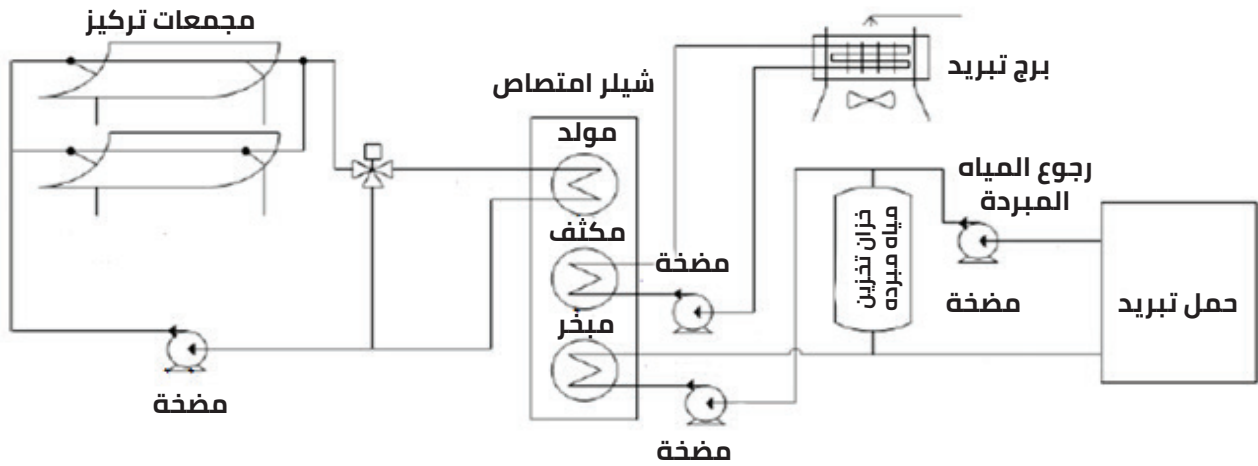 مجمعات تركيز
برج تبريد
شيلر امتصاص
مولد
رجوع المياه
المبردة
مكثف
مضخة
خزان تخزين
مياه مبرده
مضخة
حمل تبريد
مبخر
مضخة
مضخة